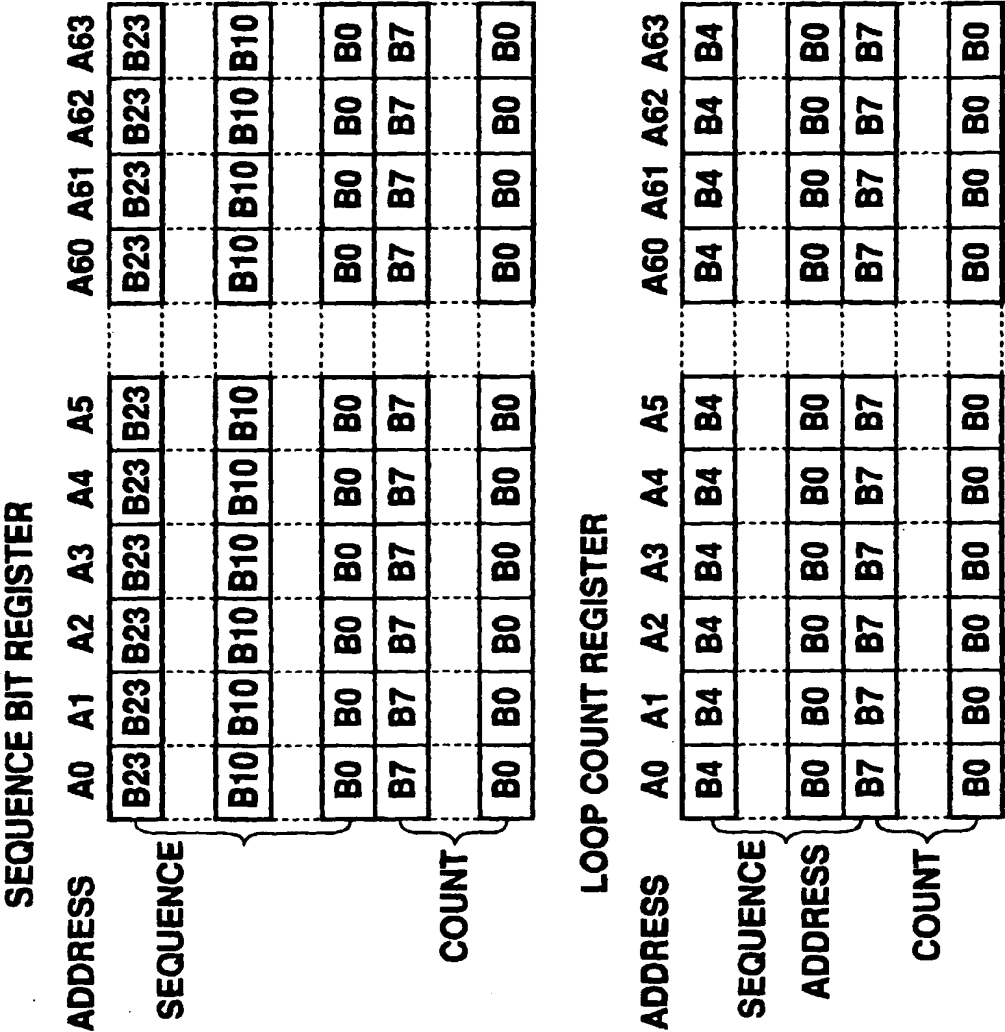 SEQUENCE BIT REGISTER
ADDRESS A0 A1 A2 A3 A4 A5 A60 A61 A62 A63
SEQUENCE B23 B23 B23 B23 B23 B23 B23 B23 B23 B23
B10 B10 B10 B10 B10 B10 B10 B10 B10 B10
B0 B0 B0 B0 B0 B0 B0 B0 B0 B0
B7 B7 B7 B7 B7 B7 B7 B7 B7 B7
COUNT
B0 B0 B0 B0 B0 B0 B0 B0 B0 B0
LOOP COUNT REGISTER
ADDRESS A0 A1 A2 A3 A4 A5 A60 A61 A62 A63
B4 B4 B4 B4 B4 B4 B4 B4 B4 B4
SEQUENCE
ADDRESS B0 B0 B0 B0 B0 B0 B0 B0 B0 B0
B7 B7 B7 B7 B7 B7 B7 B7 B7 B7
COUNT
B0 B0 B0 B0 B0 B0 B0 B0 B0 B0